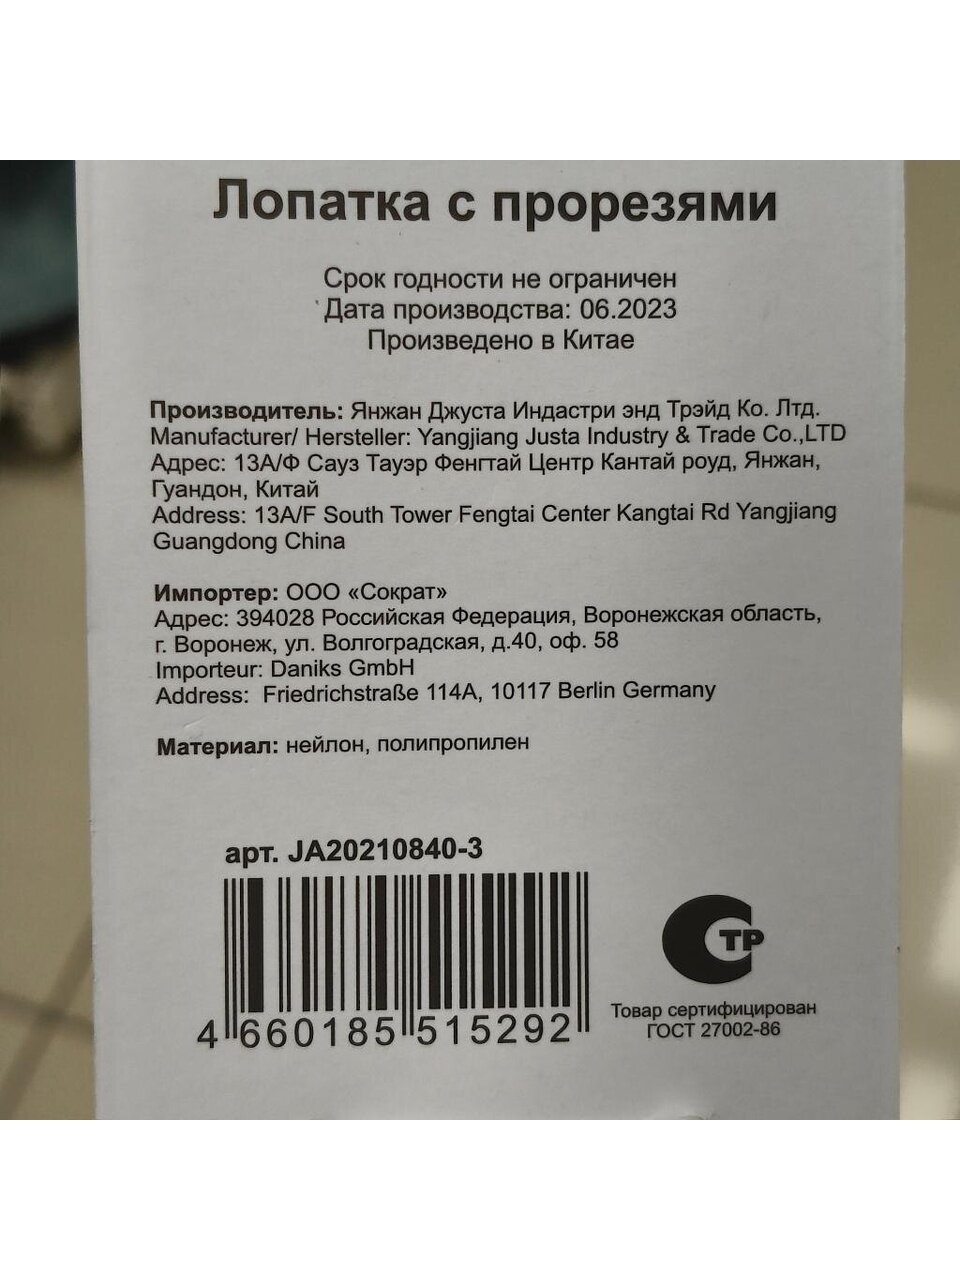 Лопатка с прорезями
Срок годности не ограничен
Дата производства: 06.2023
Произведено в Китае
Производитель: Янжан Джуста Индастри энд Трэйд Ко. Лтд.
Manufacturer/ Hersteller: Yangjiang Justa Industry & Trade Co.,LTD
Адрес: 13А/Ф Сауз Тауэр Фенгтай Центр Кантай роуд, Янжан,
Гуандон, Китай
Address: 13A/F South Tower Fengtai Center Kangtai Rd Yangjiang
Guangdong China
Импортер: ООО «Сократ»
Адрес: 394028 Российская Федерация, Воронежская область,
г. Воронеж, ул. Волгоградская, д.40, оф. 58
Importeur: Daniks GmbH
Address: Friedrichstraße 114A, 10117 Berlin Germany
Материал: нейлон, полипропилен
арт. JA20210840-3
4 660185 515292
СТР
Товар сертифицирован
ГОСТ 27002-86